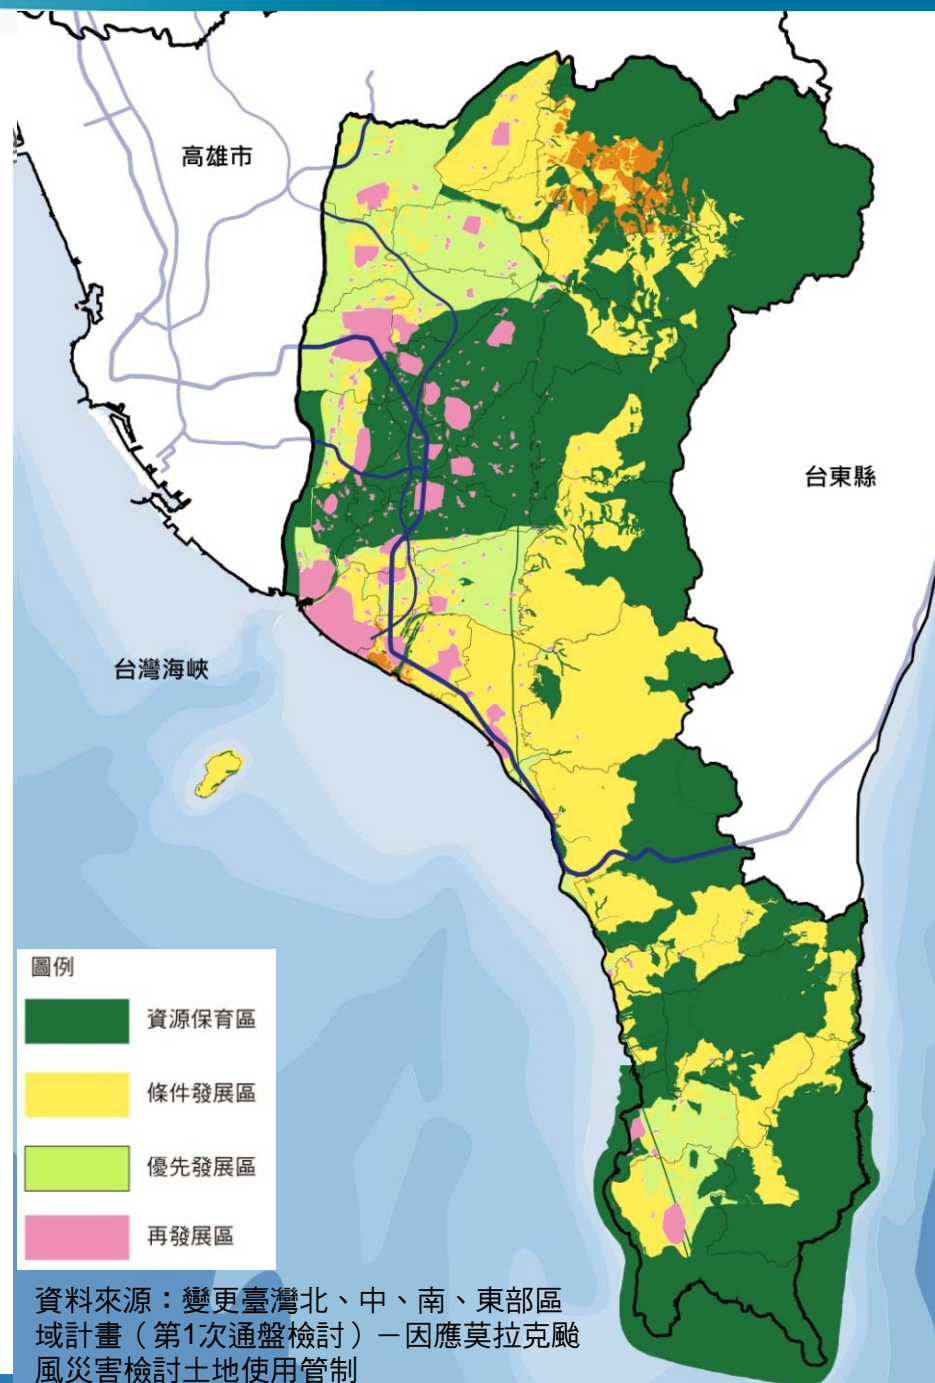 高雄市
台東縣
台灣海峽
圖例
資源保育區
條件發展區
優先發展區
再發展區
資料來源：變更臺灣北、中、南、東部區
域計畫（第1次通盤檢討）－因應莫拉克颱
風災害檢討土地使用管制